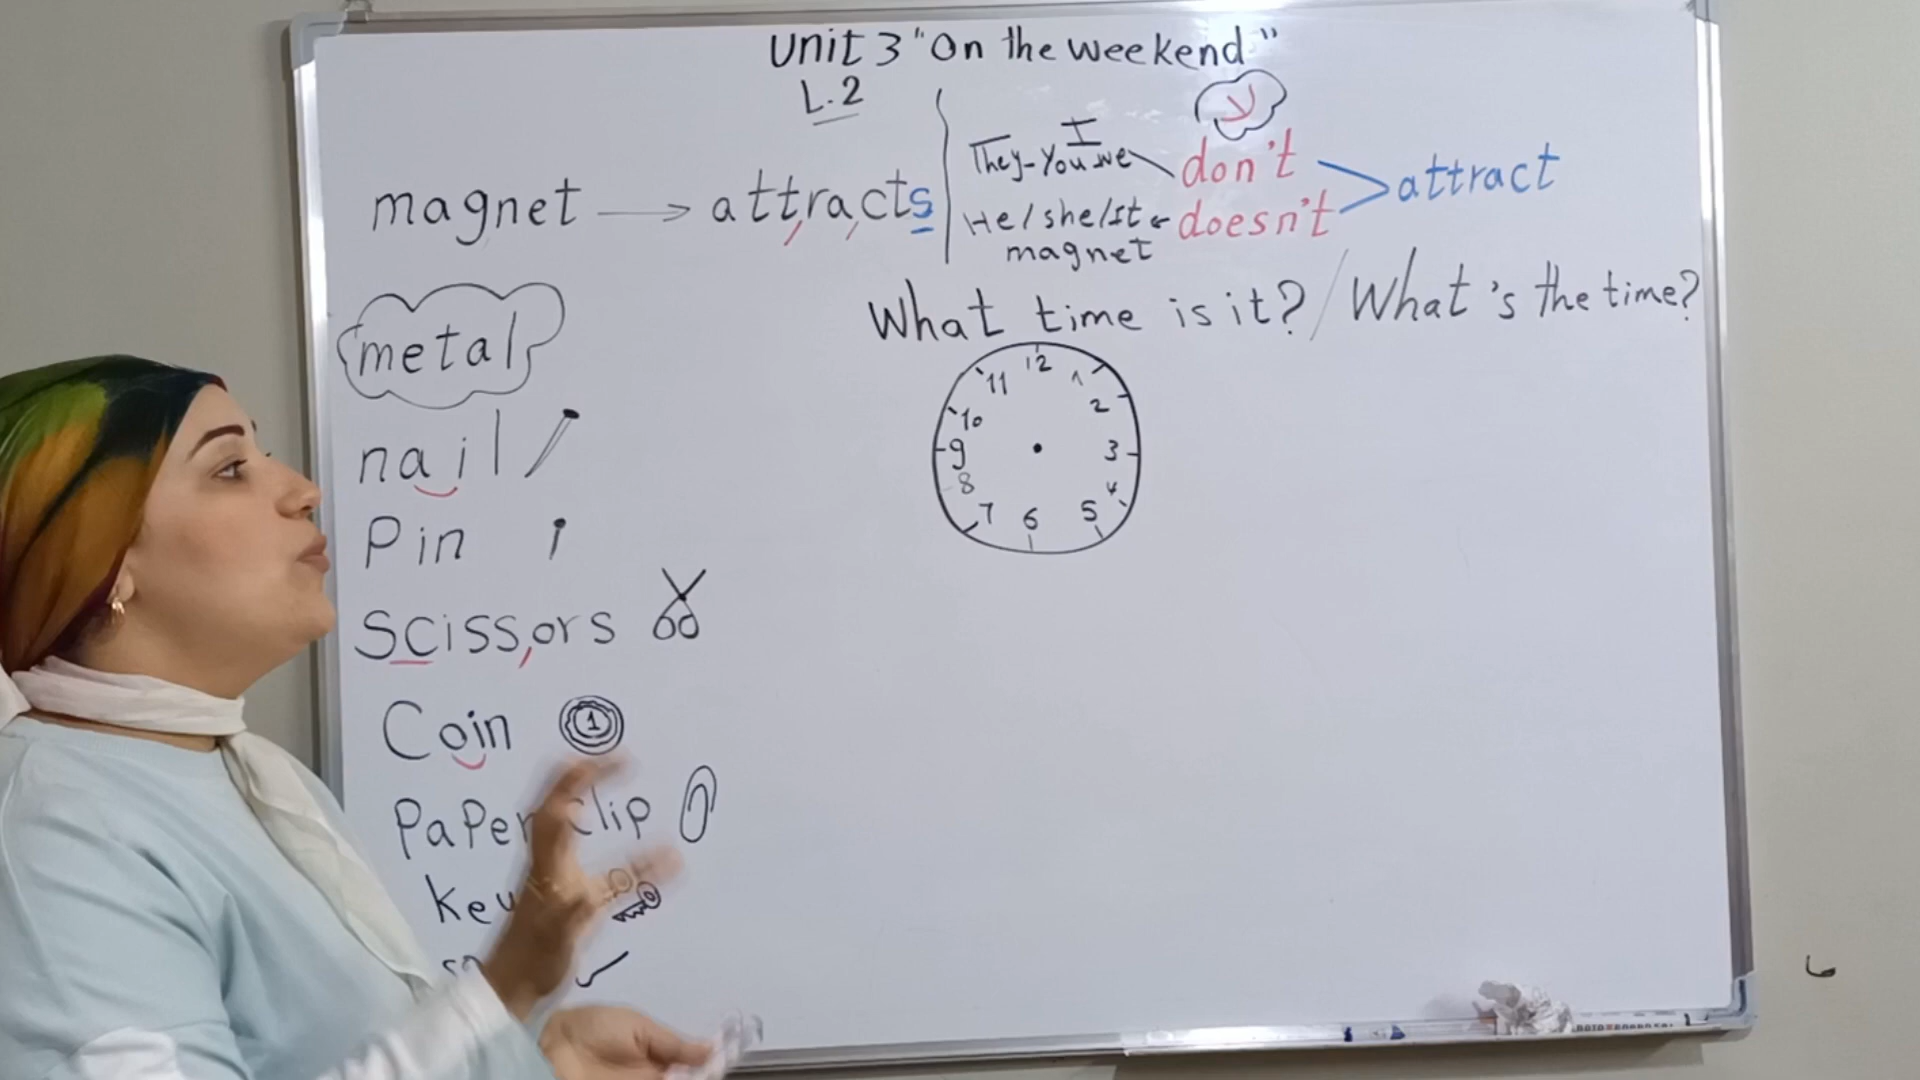 Unit 3 "On the weekend"
L.2
magnet → attracts
They-You-we I don't
He/she/It doesn't
magnet
attract
لا
What time is it? / What's the time?
metal
12
11 1
10 2
9 3
8 4
7 6 5
nail
Pin
Scissors
Coin 1
Paper clip